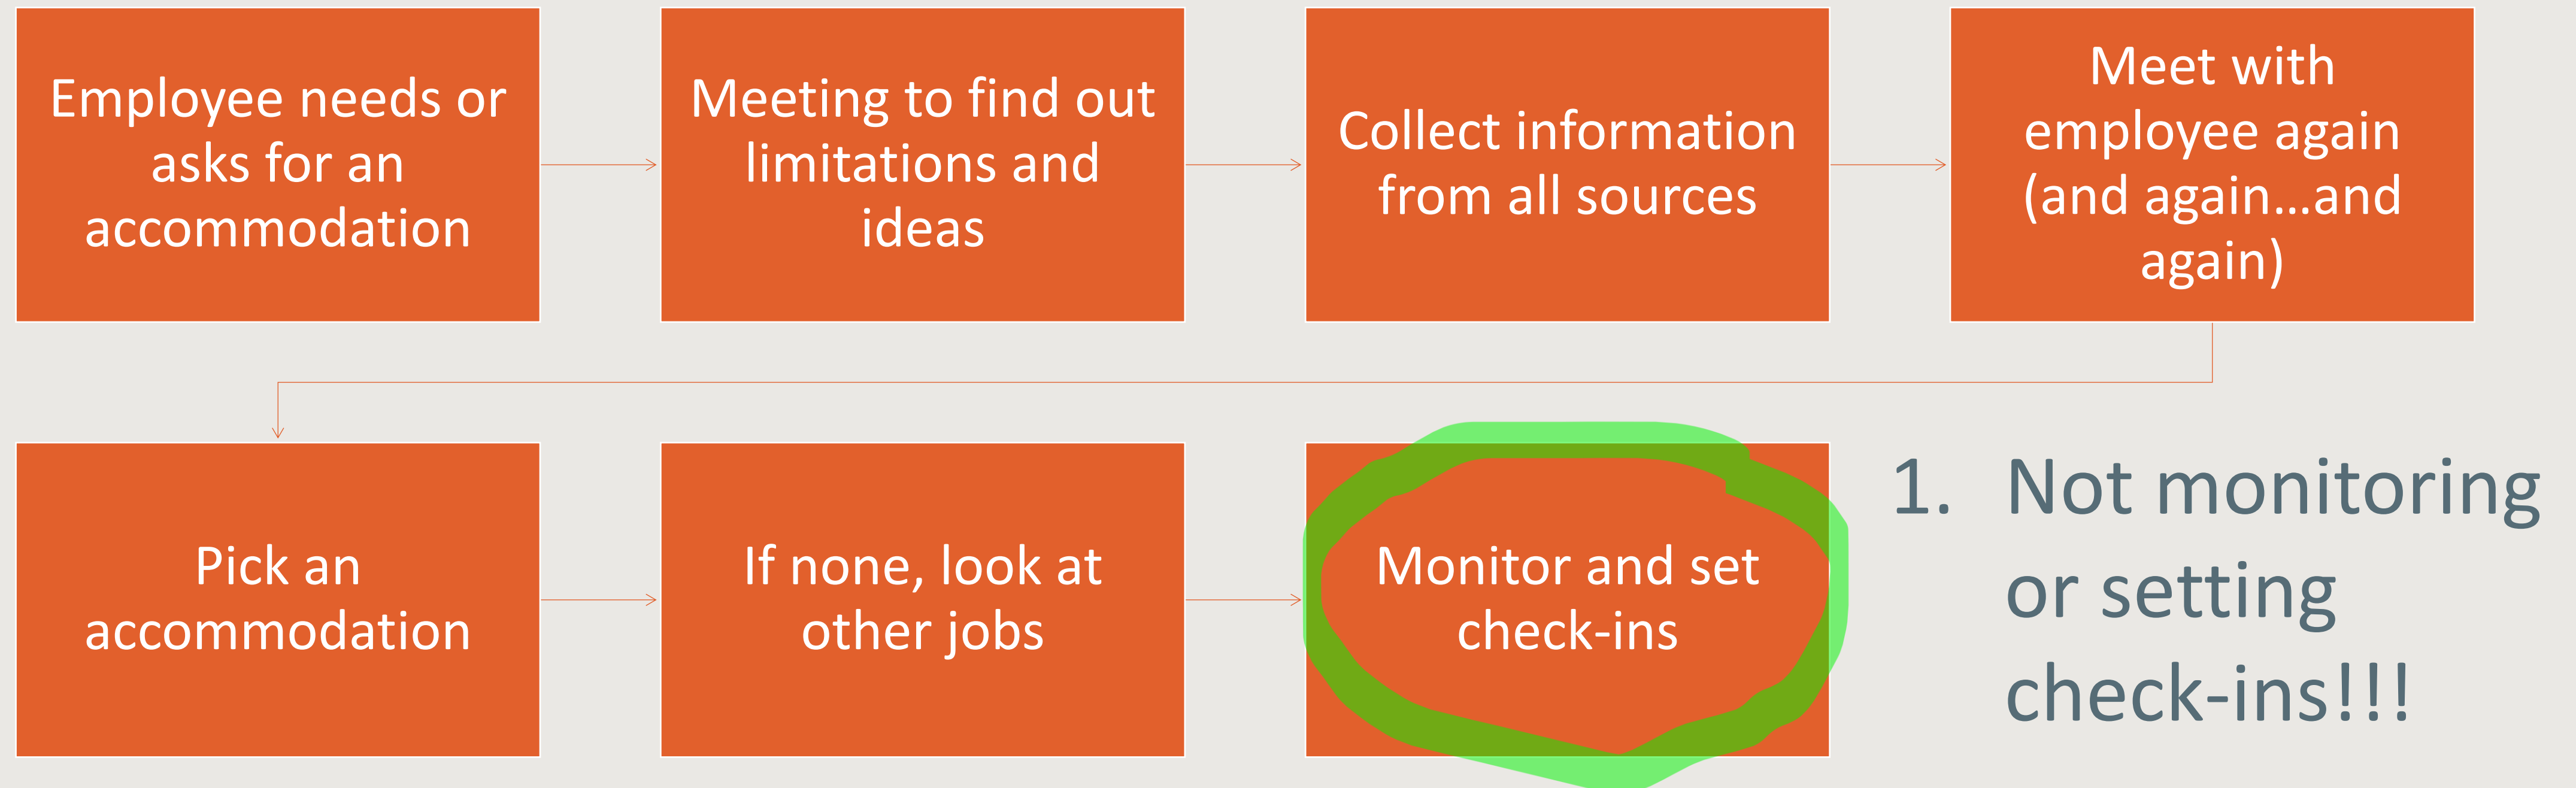 Employee needs or
asks for an
accommodation
Meeting to find out
limitations and
ideas
Collect information
from all sources
Meet with
employee again
(and again...and
again)
Pick an
accommodation
If none, look at
other jobs
Monitor and set
check-ins
1. Not monitoring
or setting
check-ins!!!